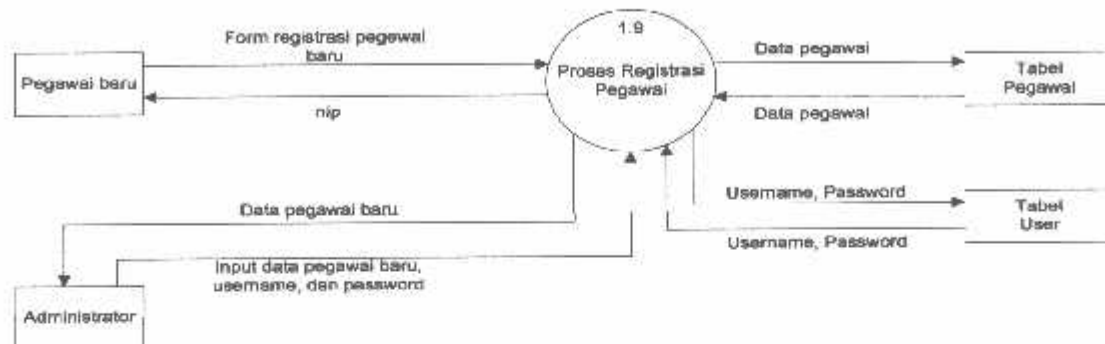 1.9
Proses Registrasi
Pegawai
Form registrasi pegawai
baru
Pegawai baru
nip
Data pegawai
Tabel
Pegawai
Data pegawai
Data pegawai baru
Username, Password
Tabel
User
Username, Password
Input data pegawai baru,
username, dan password
Administrator